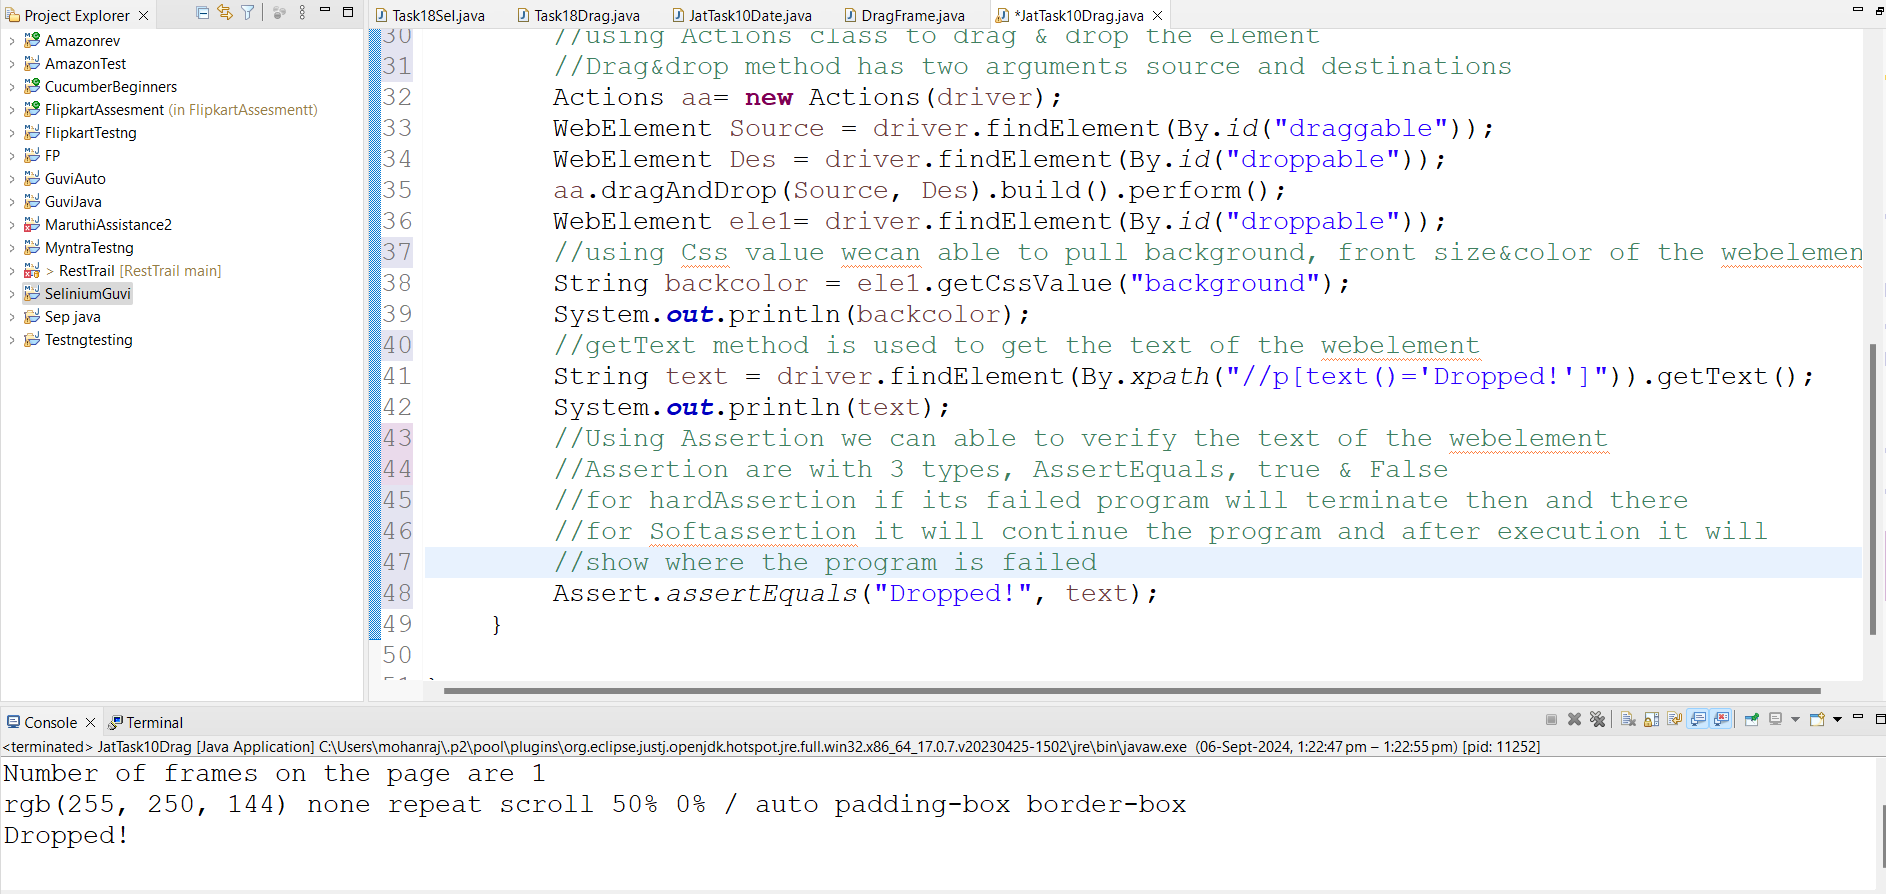 Project Explorer
Amazonrev
AmazonTest
CucumberBeginners
FlipkartAssesment (in FlipkartAssesmentt)
FlipkartTestng
FP
GuviAuto
GuviJava
MaruthiAssistance2
MyntraTestng
> RestTrail [RestTrail main]
SeliniumGuvi
Sep java
Testngtesting
Task18Sel.java Task18Drag.java JatTask10Date.java DragFrame.java *JatTask10Drag.java
30 //using Actions class to drag & drop the element
31 //Drag&drop method has two arguments source and destinations
32 Actions aa= new Actions(driver);
33 WebElement Source = driver.findElement(By.id("draggable"));
34 WebElement Des = driver.findElement(By.id("droppable"));
35 aa.dragAndDrop(Source, Des).build().perform();
36 WebElement ele1= driver.findElement(By.id("droppable"));
37 //using Css value wecan able to pull background, front size&color of the webelemen
38 String backcolor = ele1.getCssValue("background");
39 System.out.println(backcolor);
40 //getText method is used to get the text of the webelement
41 String text = driver.findElement(By.xpath("//p[text()='Dropped!']")).getText();
42 System.out.println(text);
43 //Using Assertion we can able to verify the text of the webelement
44 //Assertion are with 3 types, AssertEquals, true & False
45 //for hardAssertion if its failed program will terminate then and there
46 //for Softassertion it will continue the program and after execution it will
47 //show where the program is failed
48 Assert.assertEquals("Dropped!", text);
49 }
50
Console Terminal
<terminated> JatTask10Drag [Java Application] C:\Users\mohanraj\.p2\pool\plugins\org.eclipse.justj.openjdk.hotspot.jre.full.win32.x86_64_17.0.7.v20230425-1502\jre\bin\javaw.exe (06-Sept-2024, 1:22:47 pm – 1:22:55 pm) [pid: 11252]
Number of frames on the page are 1
rgb(255, 250, 144) none repeat scroll 50% 0% / auto padding-box border-box
Dropped!